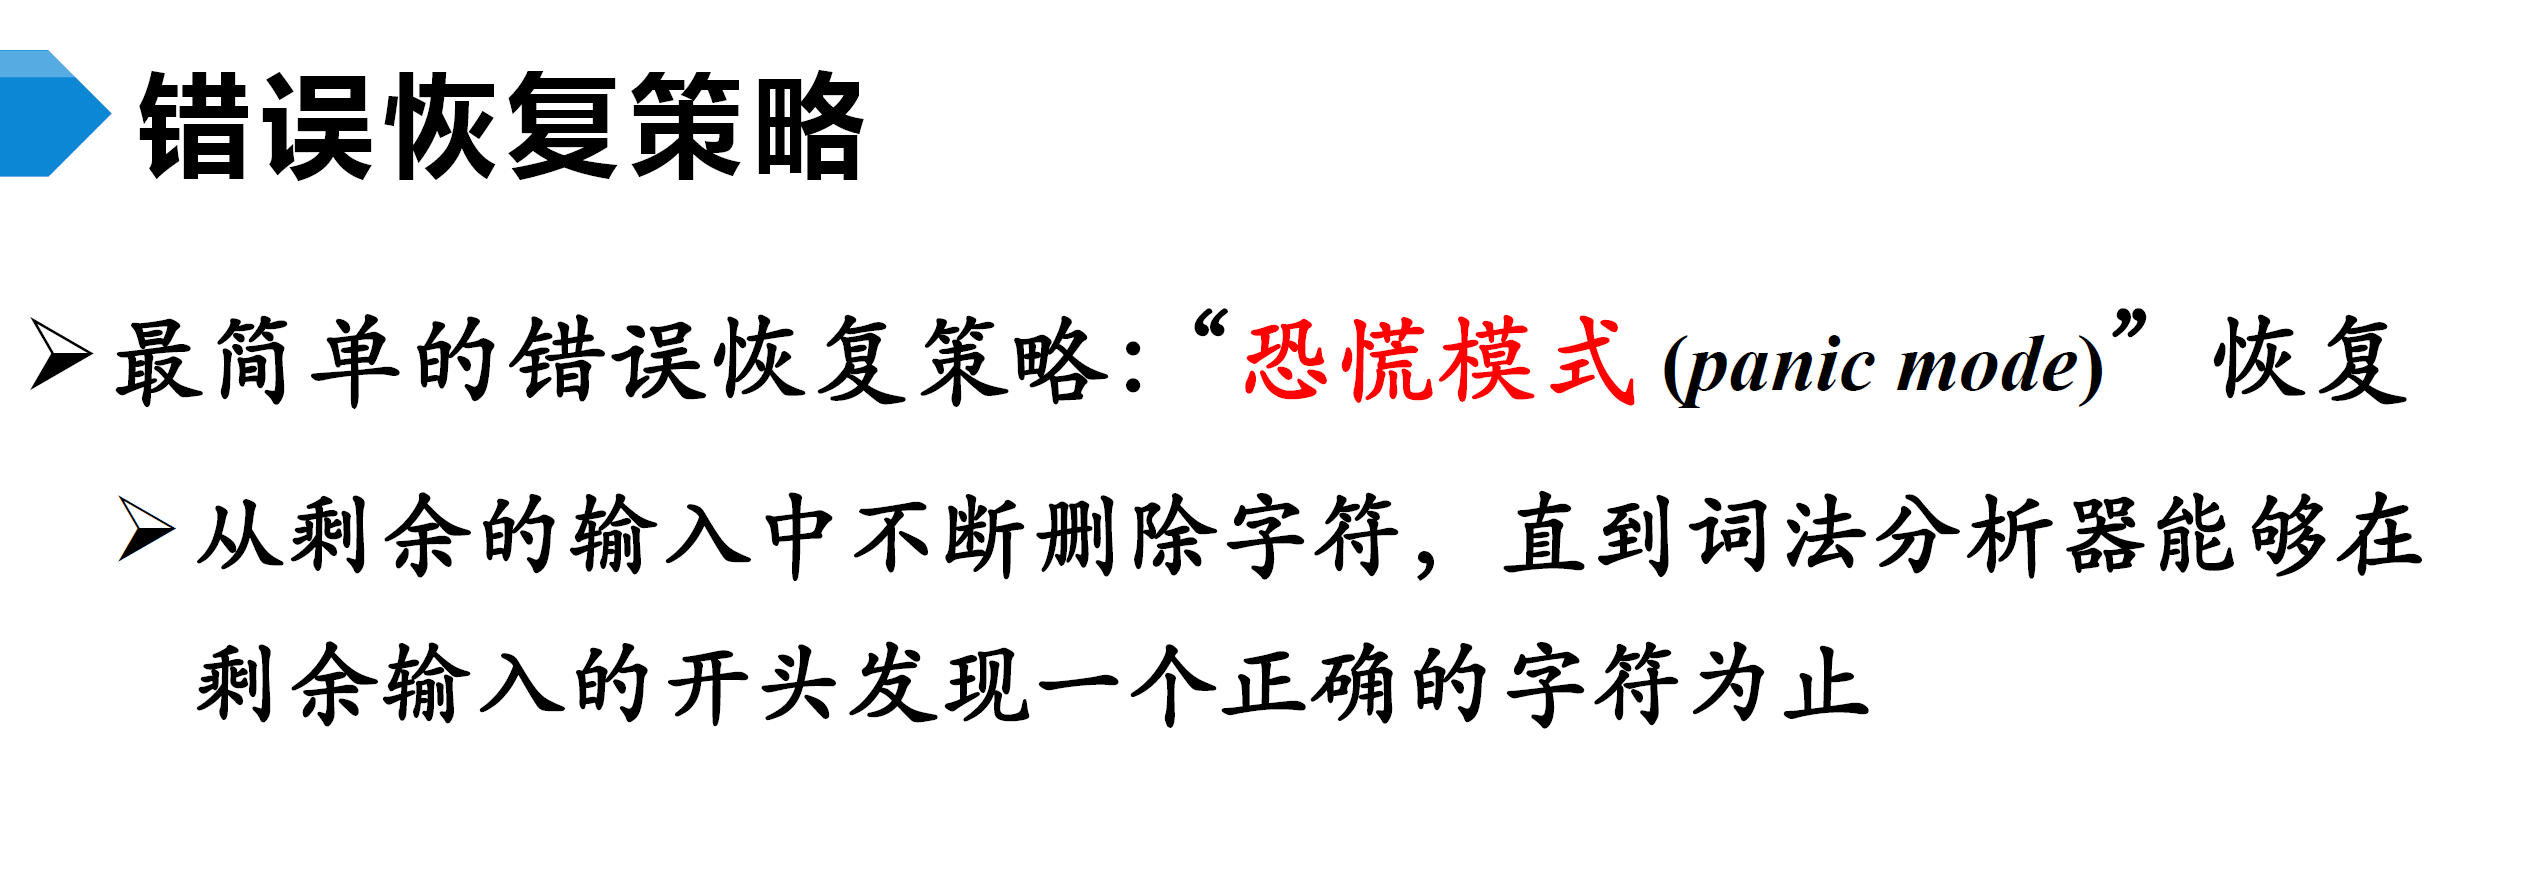 错误恢复策略
最简单的错误恢复策略：“恐慌模式 (panic mode)”恢复
从剩余的输入中不断删除字符，直到词法分析器能够在
剩余输入的开头发现一个正确的字符为止